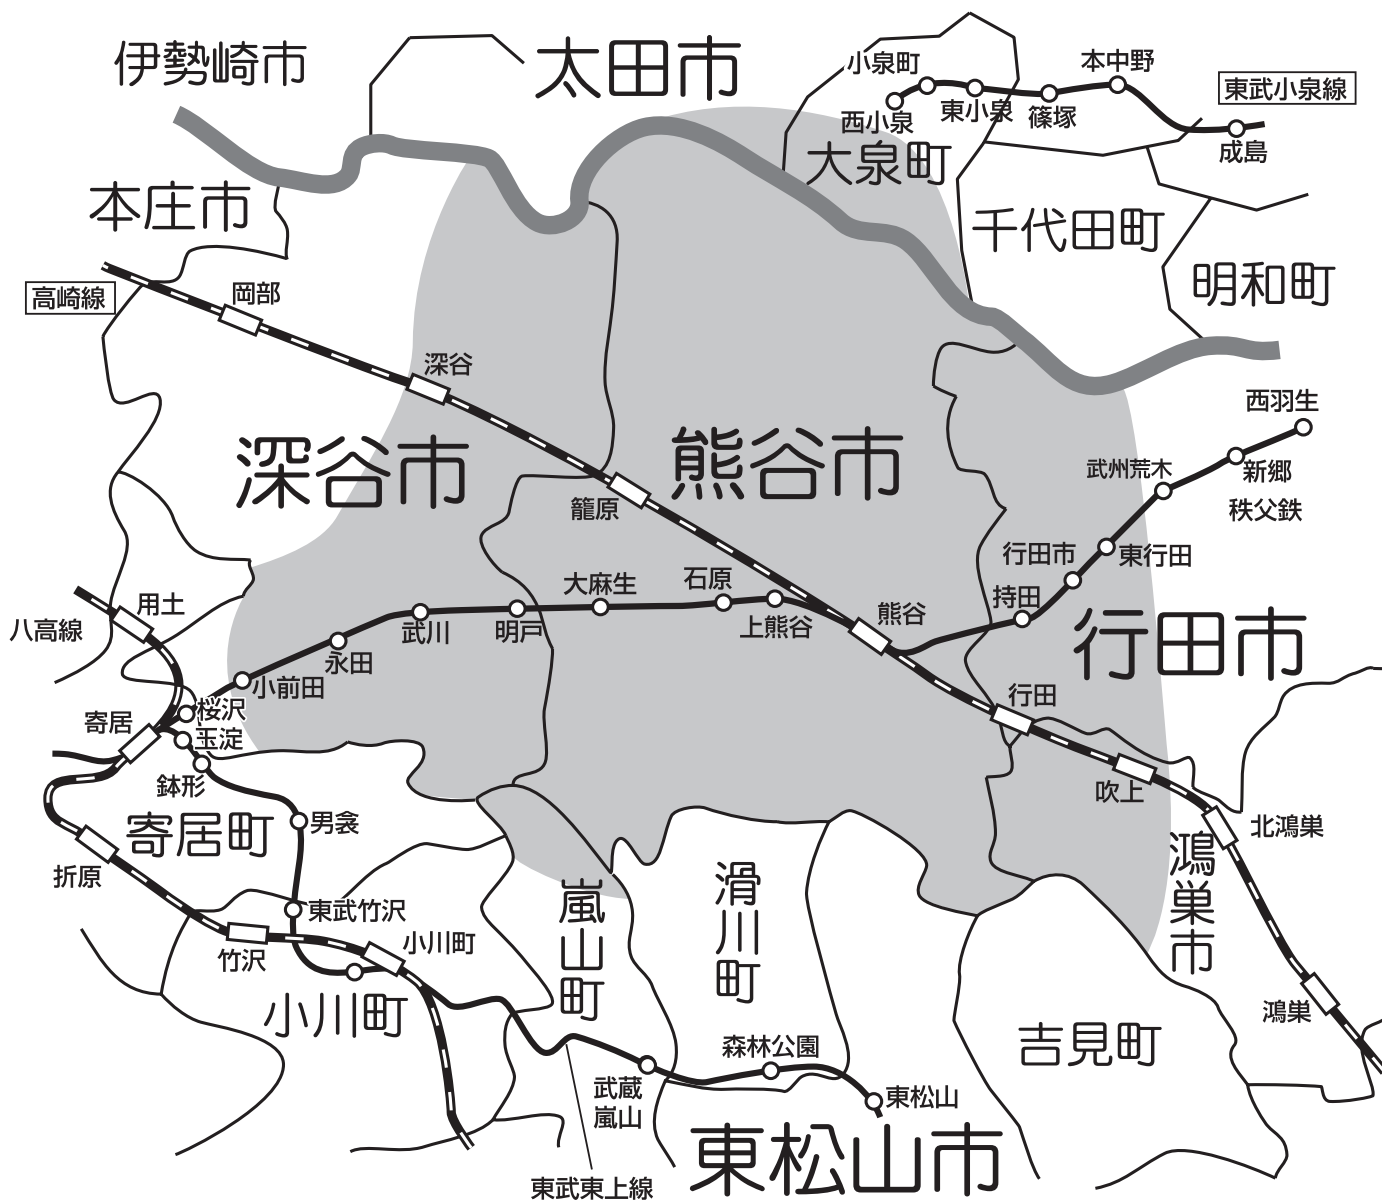 伊勢崎市
太田市
小泉町
本中野
東武小泉線
西小泉
東小泉
篠塚
成島
大泉町
本庄市
千代田町
明和町
高崎線
岡部
深谷
西羽生
深谷市
熊谷市
武州荒木
新郷
秩父鉄
籠原
行田市
東行田
大麻生
石原
持田
用土
八高線
武川
明戸
上熊谷
熊谷
行田市
永田
小前田
行田
桜沢
寄居
玉淀
鉢形
吹上
寄居町
男衾
北鴻巣
折原
鴻巣市
嵐山町
滑川町
東武竹沢
小川町
竹沢
小川町
鴻巣
吉見町
森林公園
武蔵
嵐山
東松山
東松山市
東武東上線